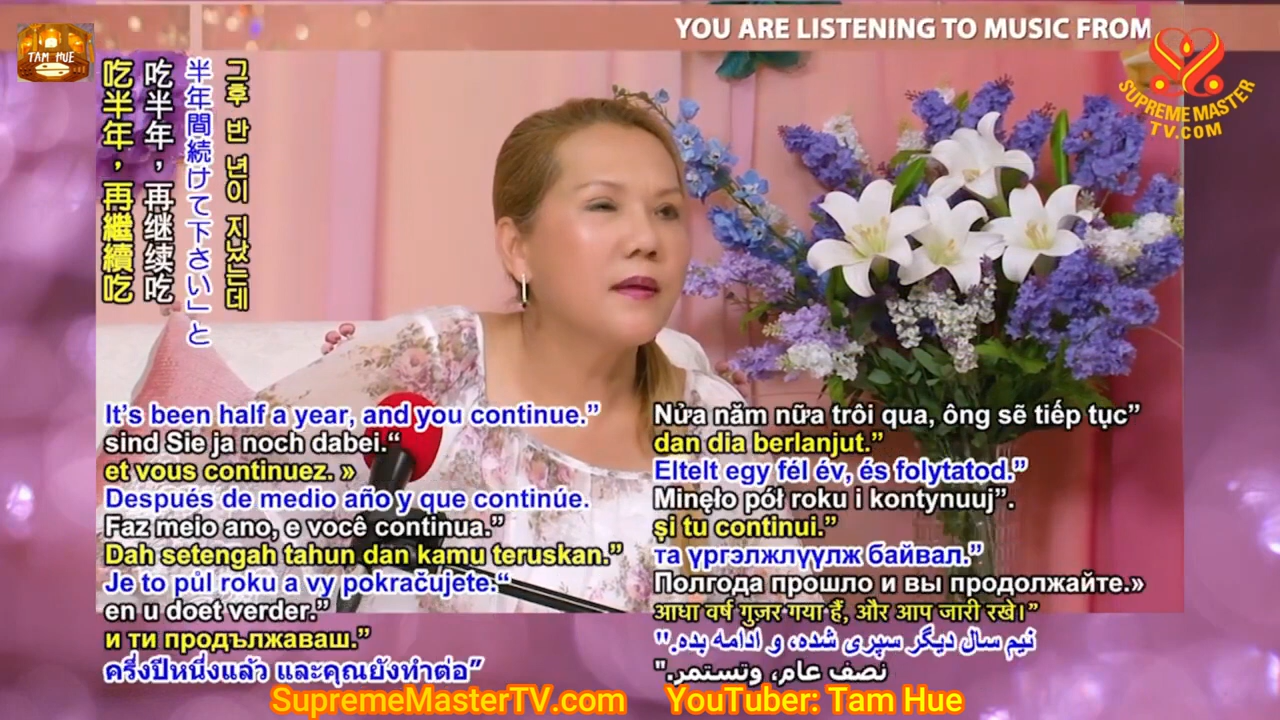 YOU ARE LISTENING TO MUSIC FROM
TAM HUE
SUPREME MASTER
TV.COM
그후 반 년이 지났는데
半年間続けて下さい」と
吃半年，再继续吃
吃半年，再繼續吃
It's been half a year, and you continue.”
sind Sie ja noch dabei.“
et vous continuez. »
Después de medio año y que continúe.
Faz meio ano, e você continua.”
Dah setengah tahun dan kamu teruskan.”
Je to půl roku a vy pokračujete.“
en u doet verder.”
и ти продължаваш.”
ครึ่งปีหนึ่งแล้ว และคุณยังทำต่อ”
Nửa năm nữa trôi qua, ông sẽ tiếp tục”
dan dia berlanjut.”
Eltelt egy fél év, és folytatod.”
Minęło pół roku i kontynuuj”.
și tu continui.”
та үргэлжлүүлж байвал.”
Полгода прошло и вы продолжайте.»
आधा वर्ष गुज़र गया हैं, और आप जारी रखे।”
نیم سال دیگر سپری شده، و ادامه بده."
نصف عام، وتستمر."
SupremeMasterTV.com YouTuber: Tam Hue